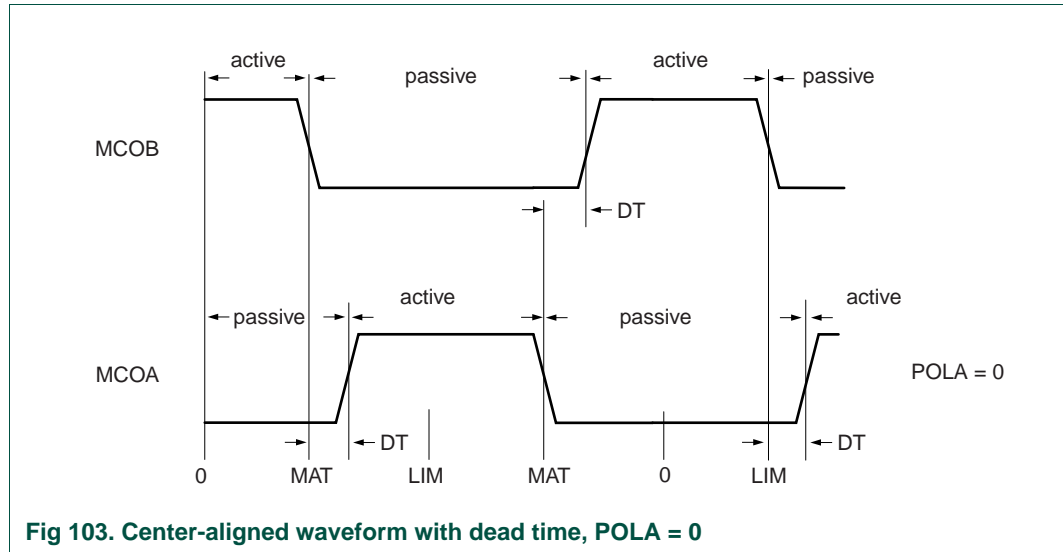 active
passive
active
passive
MCOB
DT
active
active
passive
passive
MCOA
POLA = 0
DT
DT
0
MAT
LIM
MAT
0
LIM
Fig 103. Center-aligned waveform with dead time, POLA = 0